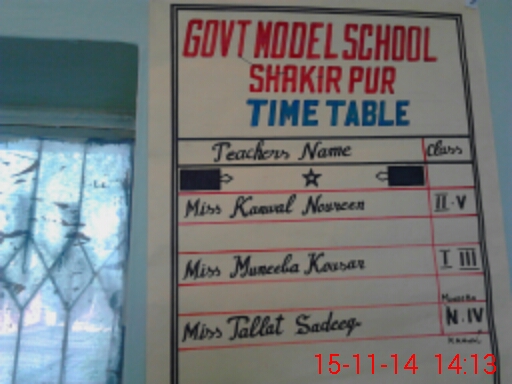 GOVT MODEL SCHOOL
SHAKIR PUR
TIME TABLE
Teachers Name Class
Miss Kanwal Noureen II-V
Miss Muneeba Kousar I III
Miss Tallat Sadeeq N.IV
15-11-14 14:13